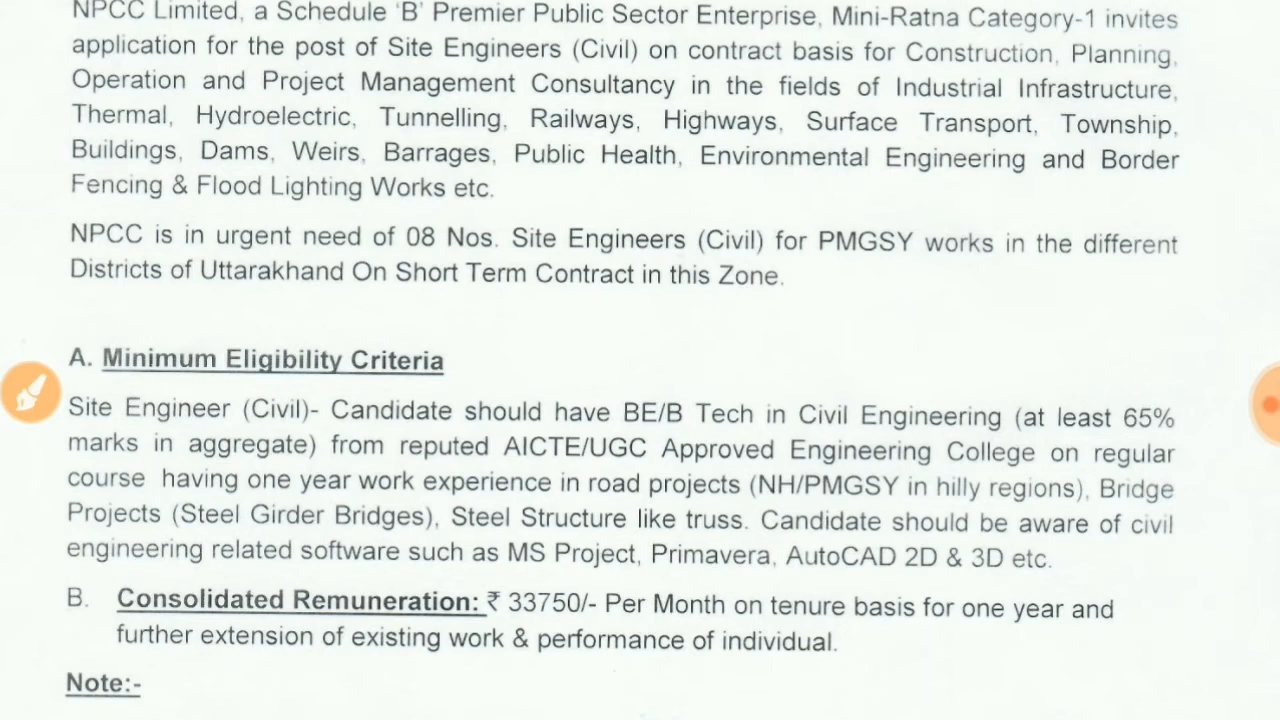 NPCC Limited, a Schedule 'B' Premier Public Sector Enterprise, Mini-Ratna Category-1 invites
application for the post of Site Engineers (Civil) on contract basis for Construction, Planning,
Operation and Project Management Consultancy in the fields of Industrial Infrastructure,
Thermal, Hydroelectric, Tunnelling, Railways, Highways, Surface Transport, Township,
Buildings, Dams, Weirs, Barrages, Public Health, Environmental Engineering and Border
Fencing & Flood Lighting Works etc.
NPCC is in urgent need of 08 Nos. Site Engineers (Civil) for PMGSY works in the different
Districts of Uttarakhand On Short Term Contract in this Zone.
A. Minimum Eligibility Criteria
Site Engineer (Civil)- Candidate should have BE/B Tech in Civil Engineering (at least 65%
marks in aggregate) from reputed AICTE/UGC Approved Engineering College on regular
course having one year work experience in road projects (NH/PMGSY in hilly regions), Bridge
Projects (Steel Girder Bridges), Steel Structure like truss. Candidate should be aware of civil
engineering related software such as MS Project, Primavera, AutoCAD 2D & 3D etc.
B. Consolidated Remuneration: ₹ 33750/- Per Month on tenure basis for one year and
further extension of existing work & performance of individual.
Note:-